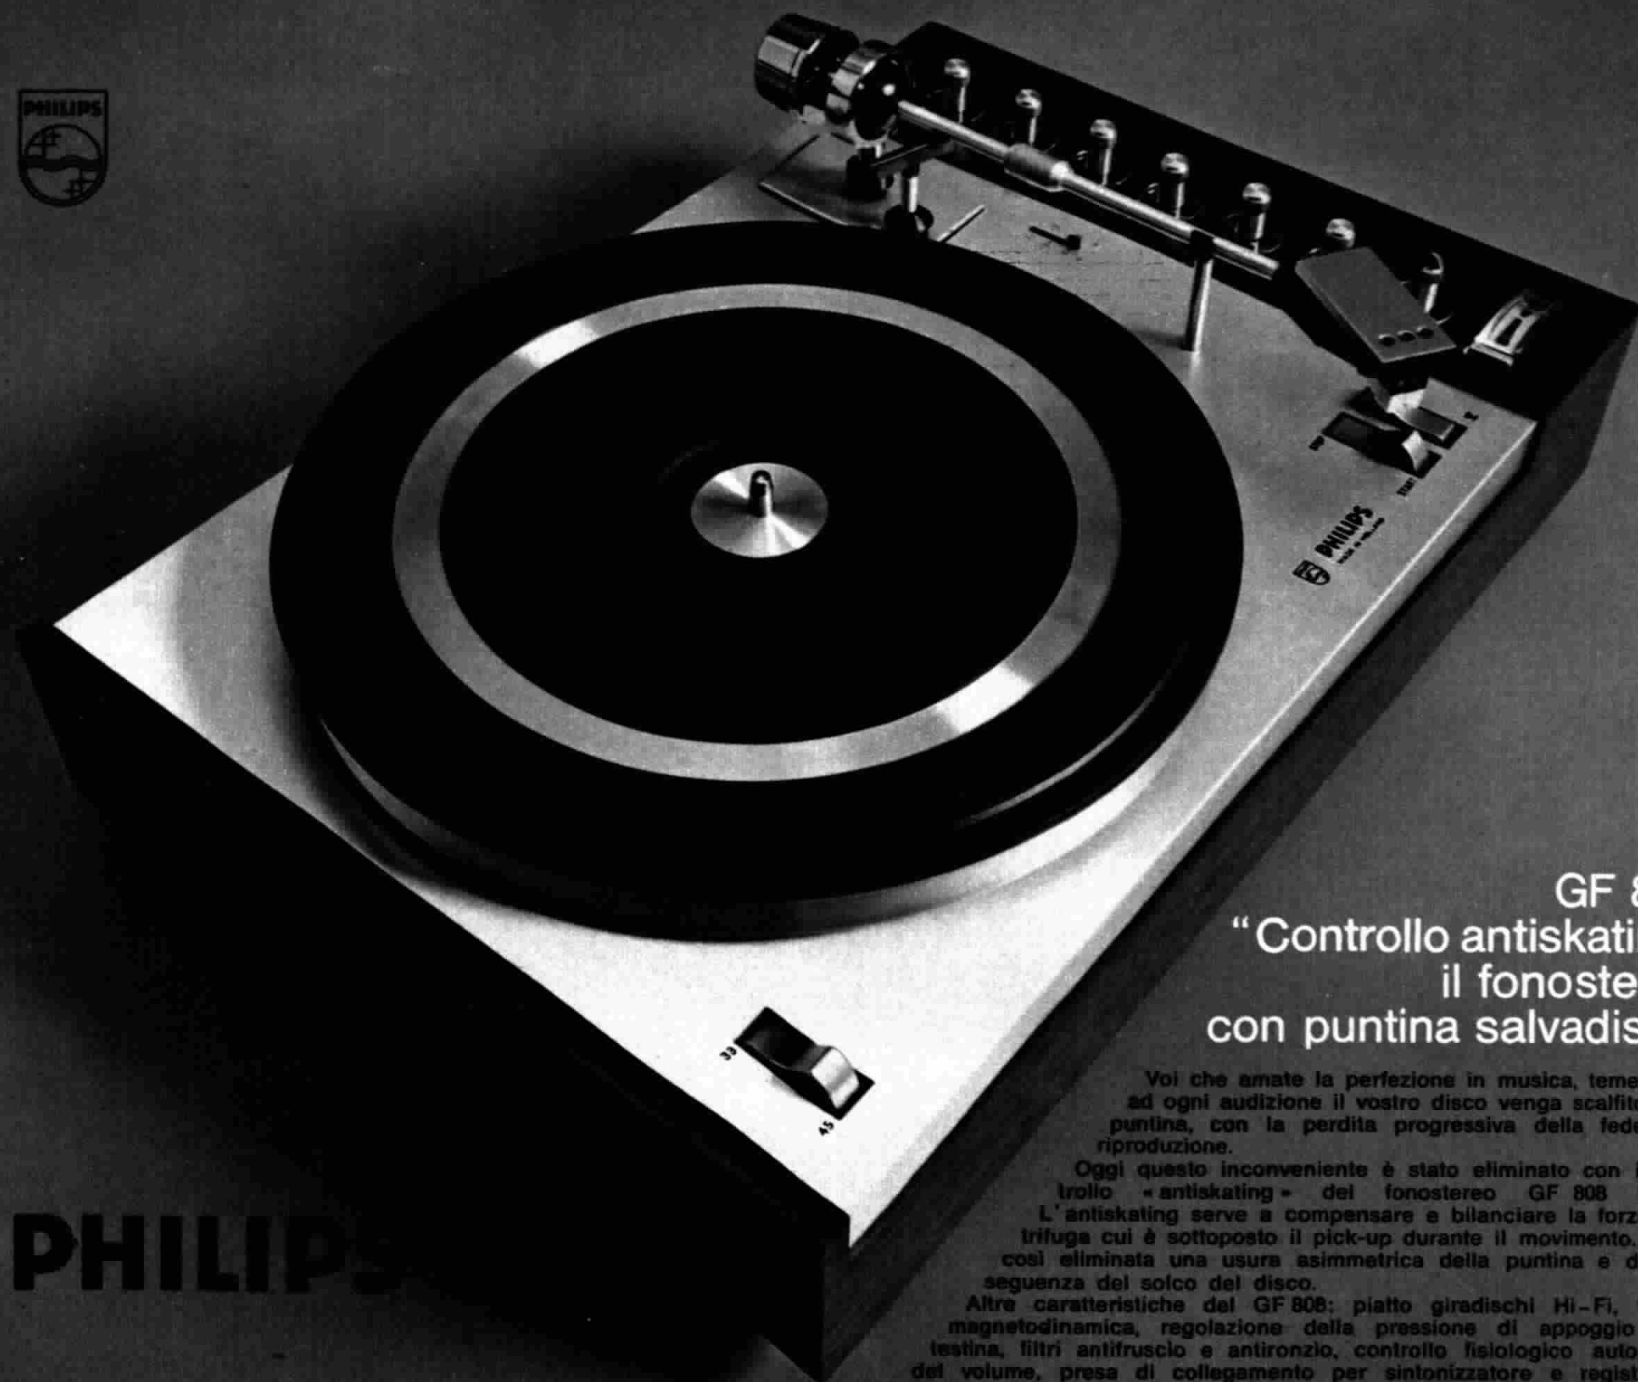 PHILIPS
STOP
START
PHILIPS
MADE IN HOLLAND
33
45
PHILIPS
GF 8
“Controllo antiskati
il fonoste
con puntina salvadis
Voi che amate la perfezione in musica, teme
ad ogni audizione il vostro disco venga scalfit
puntina, con la perdita progressiva della fede
riproduzione.
Oggi questo inconveniente è stato eliminato con i
trollo «antiskating» del fonostereo GF 808
L'antiskating serve a compensare e bilanciare la forz
trifuga cui è sottoposto il pick-up durante il movimento.
così eliminata una usura asimmetrica della puntina e d
seguenza del solco del disco.
Altre caratteristiche del GF 808: piatto giradischi Hi-Fi,
magnetodinamica, regolazione della pressione di appoggio
testina, filtri antifruscio e antironzio, controllo fisiologico auto
del volume, presa di collegamento per sintonizzatore e regist